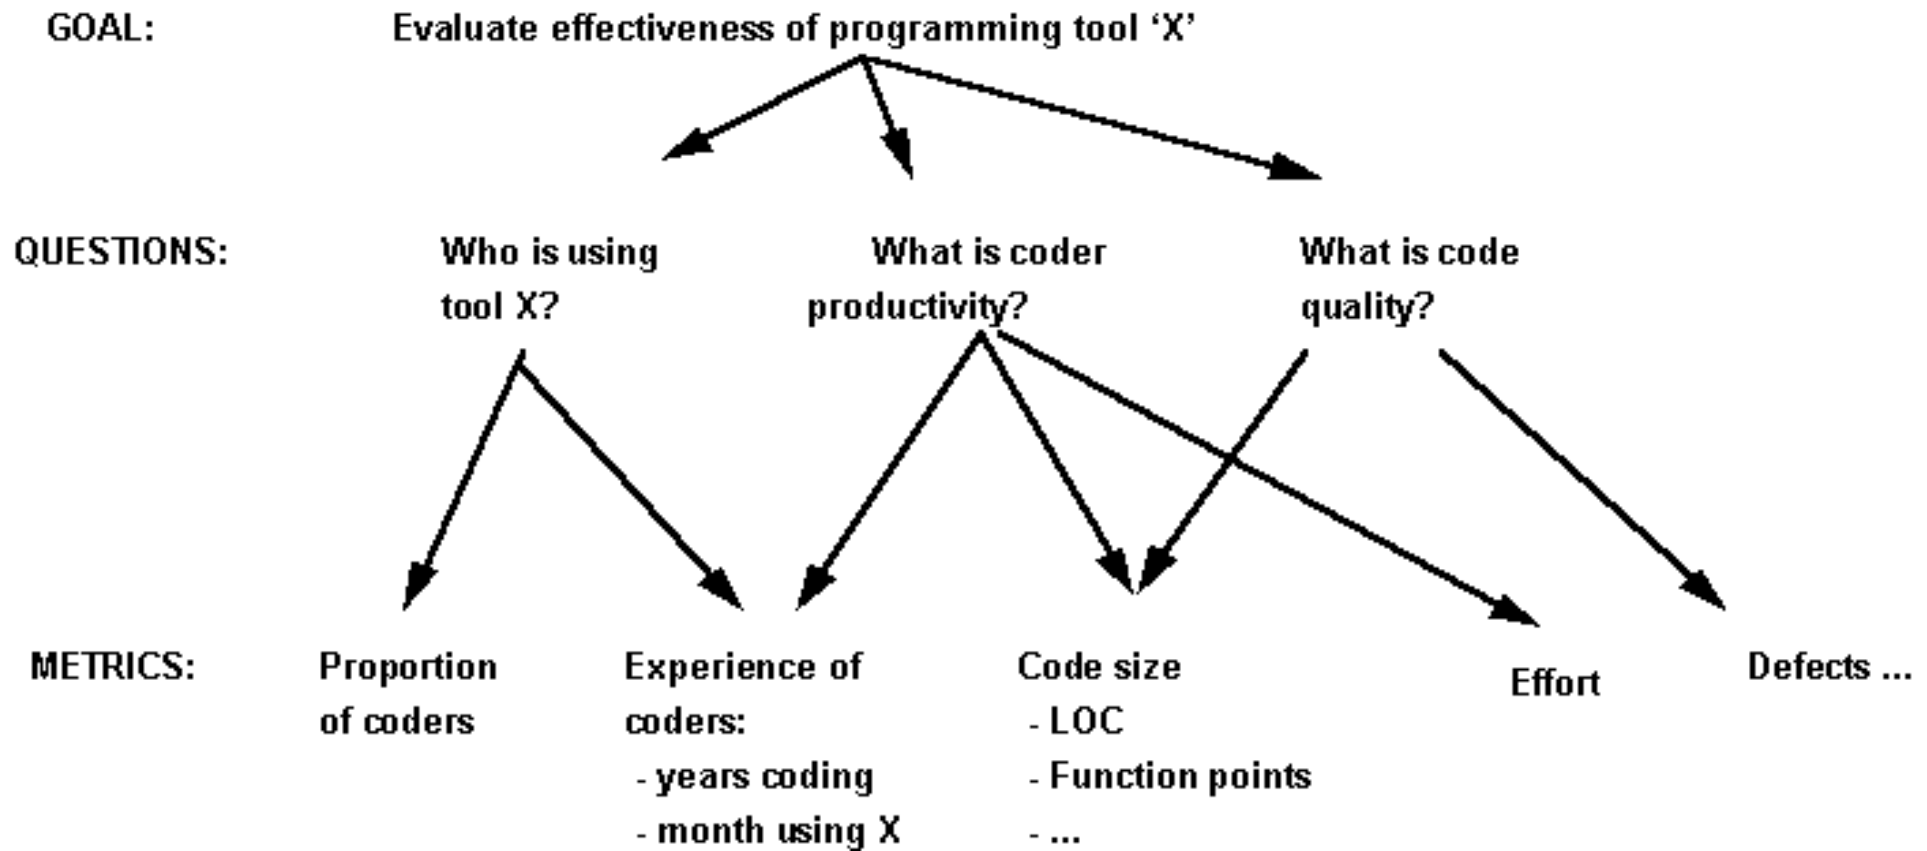 GOAL: Evaluate effectiveness of programming tool ‘X’
QUESTIONS:
Who is using
tool X?
What is coder
productivity?
What is code
quality?
METRICS:
Proportion
of coders
Experience of
coders:
- years coding
- month using X
Code size
- LOC
- Function points
- ...
Effort
Defects ...